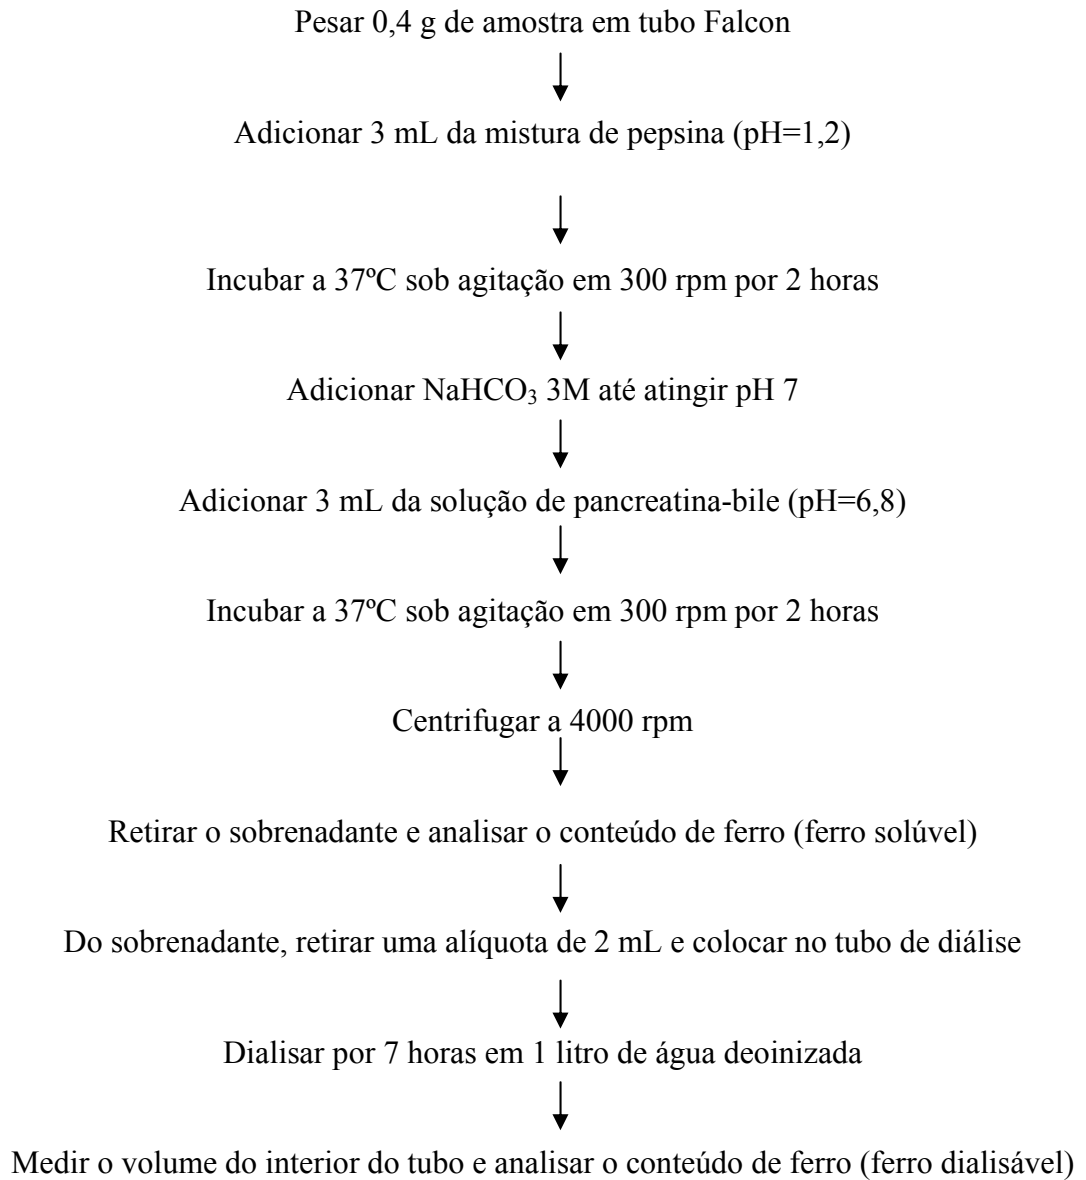 Pesar 0,4 g de amostra em tubo Falcon
Adicionar 3 mL da mistura de pepsina (pH=1,2)
Incubar a 37ºC sob agitação em 300 rpm por 2 horas
Adicionar NaHCO₃ 3M até atingir pH 7
Adicionar 3 mL da solução de pancreatina-bile (pH=6,8)
Incubar a 37ºC sob agitação em 300 rpm por 2 horas
Centrifugar a 4000 rpm
Retirar o sobrenadante e analisar o conteúdo de ferro (ferro solúvel)
Do sobrenadante, retirar uma alíquota de 2 mL e colocar no tubo de diálise
Dialisar por 7 horas em 1 litro de água deoinizada
Medir o volume do interior do tubo e analisar o conteúdo de ferro (ferro dialisável)